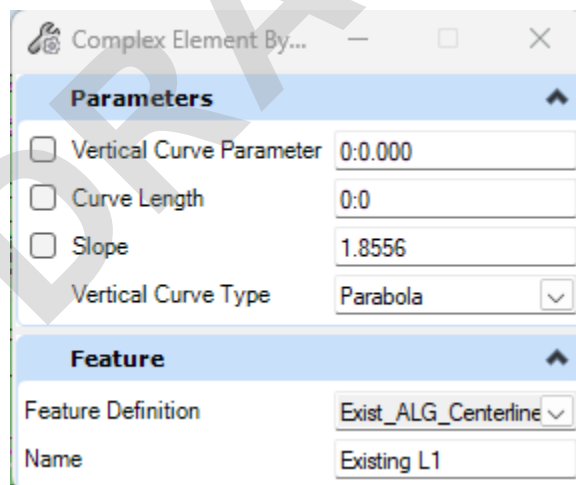 Complex Element By...
Parameters
Vertical Curve Parameter 0:0.000
Curve Length 0:0
Slope 1.8556
Vertical Curve Type Parabola
Feature
Feature Definition Exist_ALG_Centerline
Name Existing L1
DRA